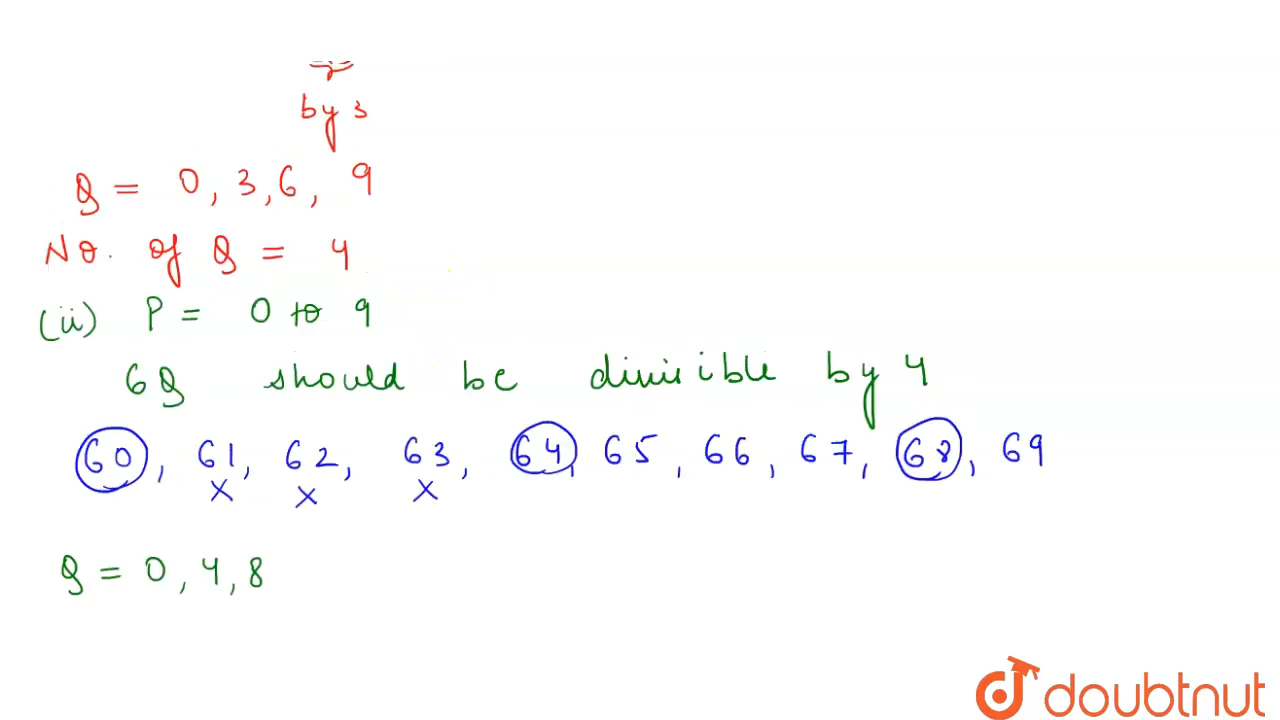 by 3
Q = 0, 3, 6, 9
No. of Q = 4
(ii) P = 0 to 9
6Q should be divisible by 4
60, 61, 62, 63, 64, 65, 66, 67, 68, 69
x x x
Q = 0, 4, 8
doubtnut